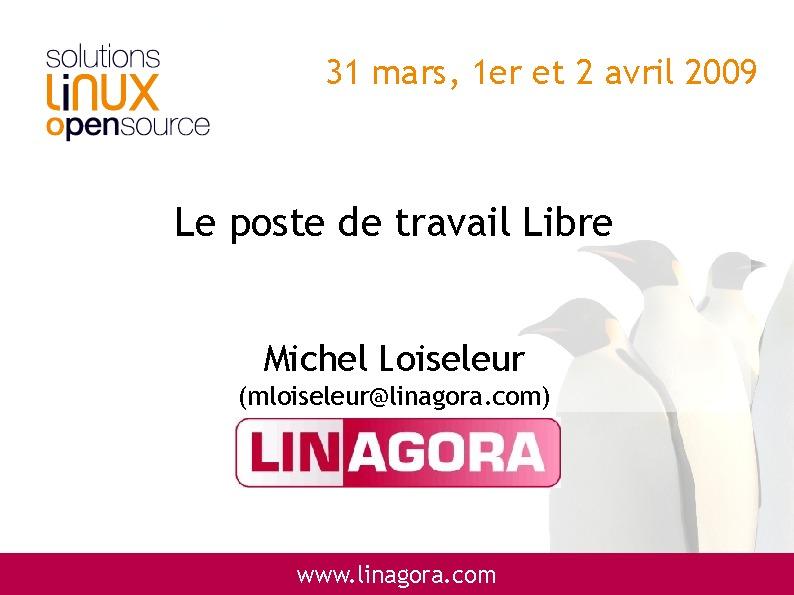 solutions
LiNUX
opensource
31 mars, 1er et 2 avril 2009
Le poste de travail Libre
Michel Loiseleur
(mloiseleur@linagora.com)
LINAGORA
www.linagora.com